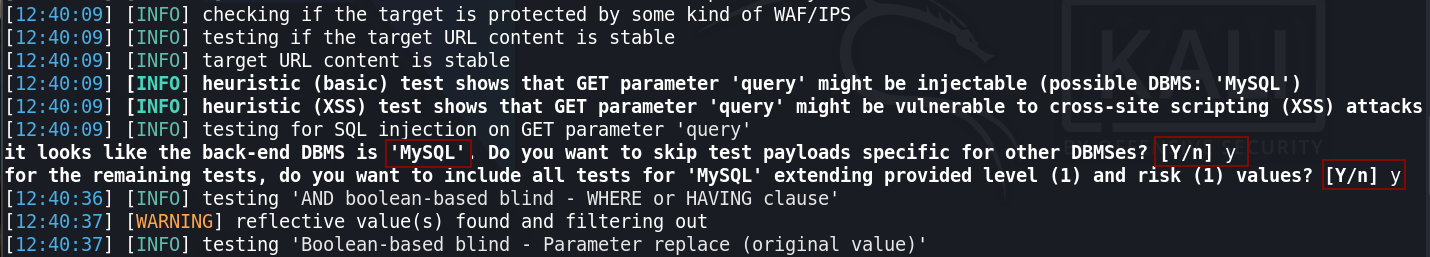 [12:40:09] [INFO] checking if the target is protected by some kind of WAF/IPS
[12:40:09] [INFO] testing if the target URL content is stable
[12:40:09] [INFO] target URL content is stable
[12:40:09] [INFO] heuristic (basic) test shows that GET parameter 'query' might be injectable (possible DBMS: 'MySQL')
[12:40:09] [INFO] heuristic (XSS) test shows that GET parameter 'query' might be vulnerable to cross-site scripting (XSS) attacks
[12:40:09] [INFO] testing for SQL injection on GET parameter 'query'
it looks like the back-end DBMS is 'MySQL'. Do you want to skip test payloads specific for other DBMSes? [Y/n] y
for the remaining tests, do you want to include all tests for 'MySQL' extending provided level (1) and risk (1) values? [Y/n] y
[12:40:36] [INFO] testing 'AND boolean-based blind - WHERE or HAVING clause'
[12:40:37] [WARNING] reflective value(s) found and filtering out
[12:40:37] [INFO] testing 'Boolean-based blind - Parameter replace (original value)'
KALI
SECURITY